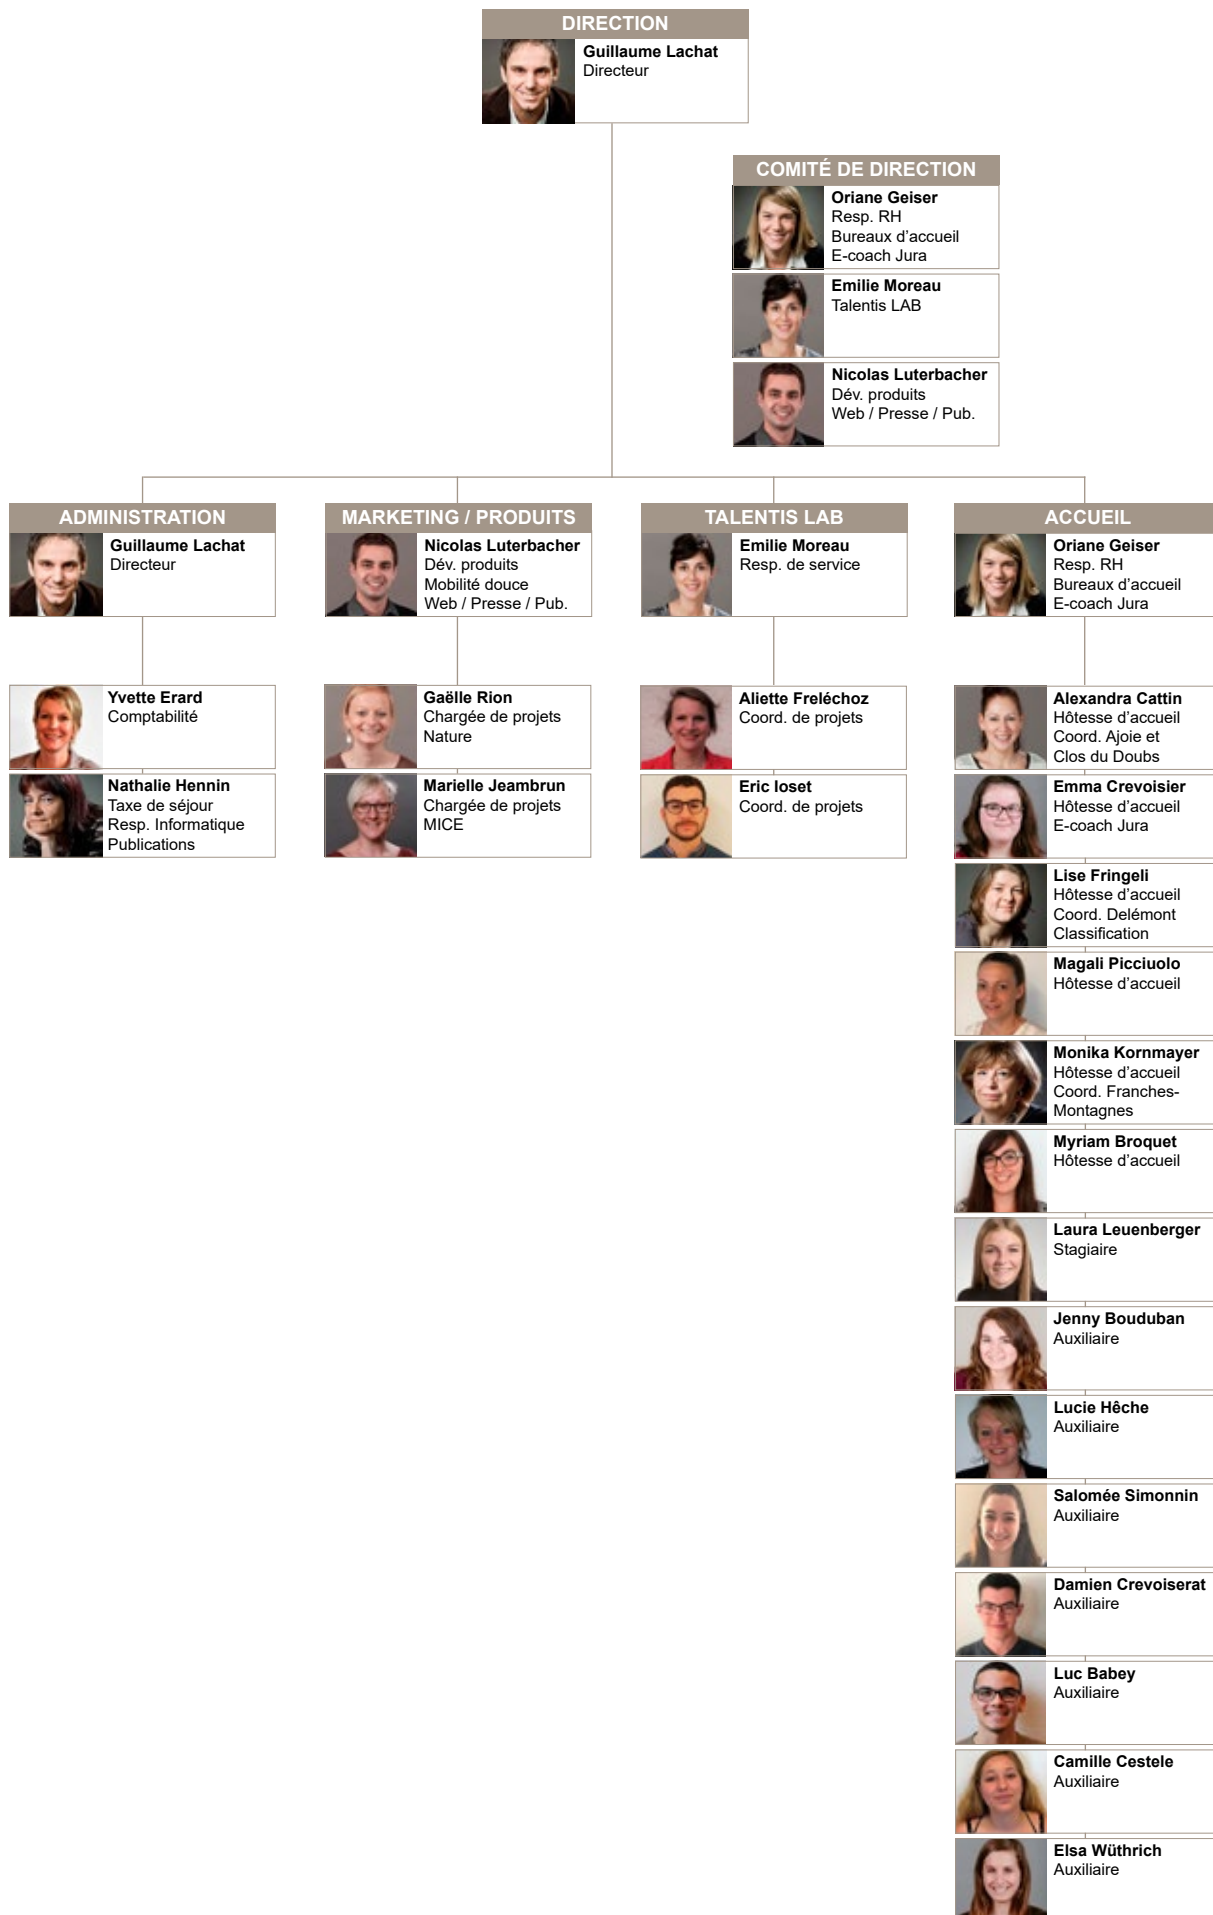 DIRECTION
Guillaume Lachat
Directeur
COMITÉ DE DIRECTION
Oriane Geiser
Resp. RH
Bureaux d’accueil
E-coach Jura
Emilie Moreau
Talentis LAB
Nicolas Luterbacher
Dév. produits
Web / Presse / Pub.
ADMINISTRATION
Guillaume Lachat
Directeur
Yvette Erard
Comptabilité
Nathalie Hennin
Taxe de séjour
Resp. Informatique
Publications
MARKETING / PRODUITS
Nicolas Luterbacher
Dév. produits
Mobilité douce
Web / Presse / Pub.
Gaëlle Rion
Chargée de projets
Nature
Marielle Jeambrun
Chargée de projets
MICE
TALENTIS LAB
Emilie Moreau
Resp. de service
Aliette Freléchoz
Coord. de projets
Eric Ioset
Coord. de projets
ACCUEIL
Oriane Geiser
Resp. RH
Bureaux d’accueil
E-coach Jura
Alexandra Cattin
Hôtesse d’accueil
Coord. Ajoie et
Clos du Doubs
Emma Crevoisier
Hôtesse d’accueil
E-coach Jura
Lise Fringeli
Hôtesse d’accueil
Coord. Delémont
Classification
Magali Picciuolo
Hôtesse d’accueil
Monika Kornmayer
Hôtesse d’accueil
Coord. Franches-
Montagnes
Myriam Broquet
Hôtesse d’accueil
Laura Leuenberger
Stagiaire
Jenny Bouduban
Auxiliaire
Lucie Hêche
Auxiliaire
Salomée Simonnin
Auxiliaire
Damien Crevoiserat
Auxiliaire
Luc Babey
Auxiliaire
Camille Cestele
Auxiliaire
Elsa Wüthrich
Auxiliaire